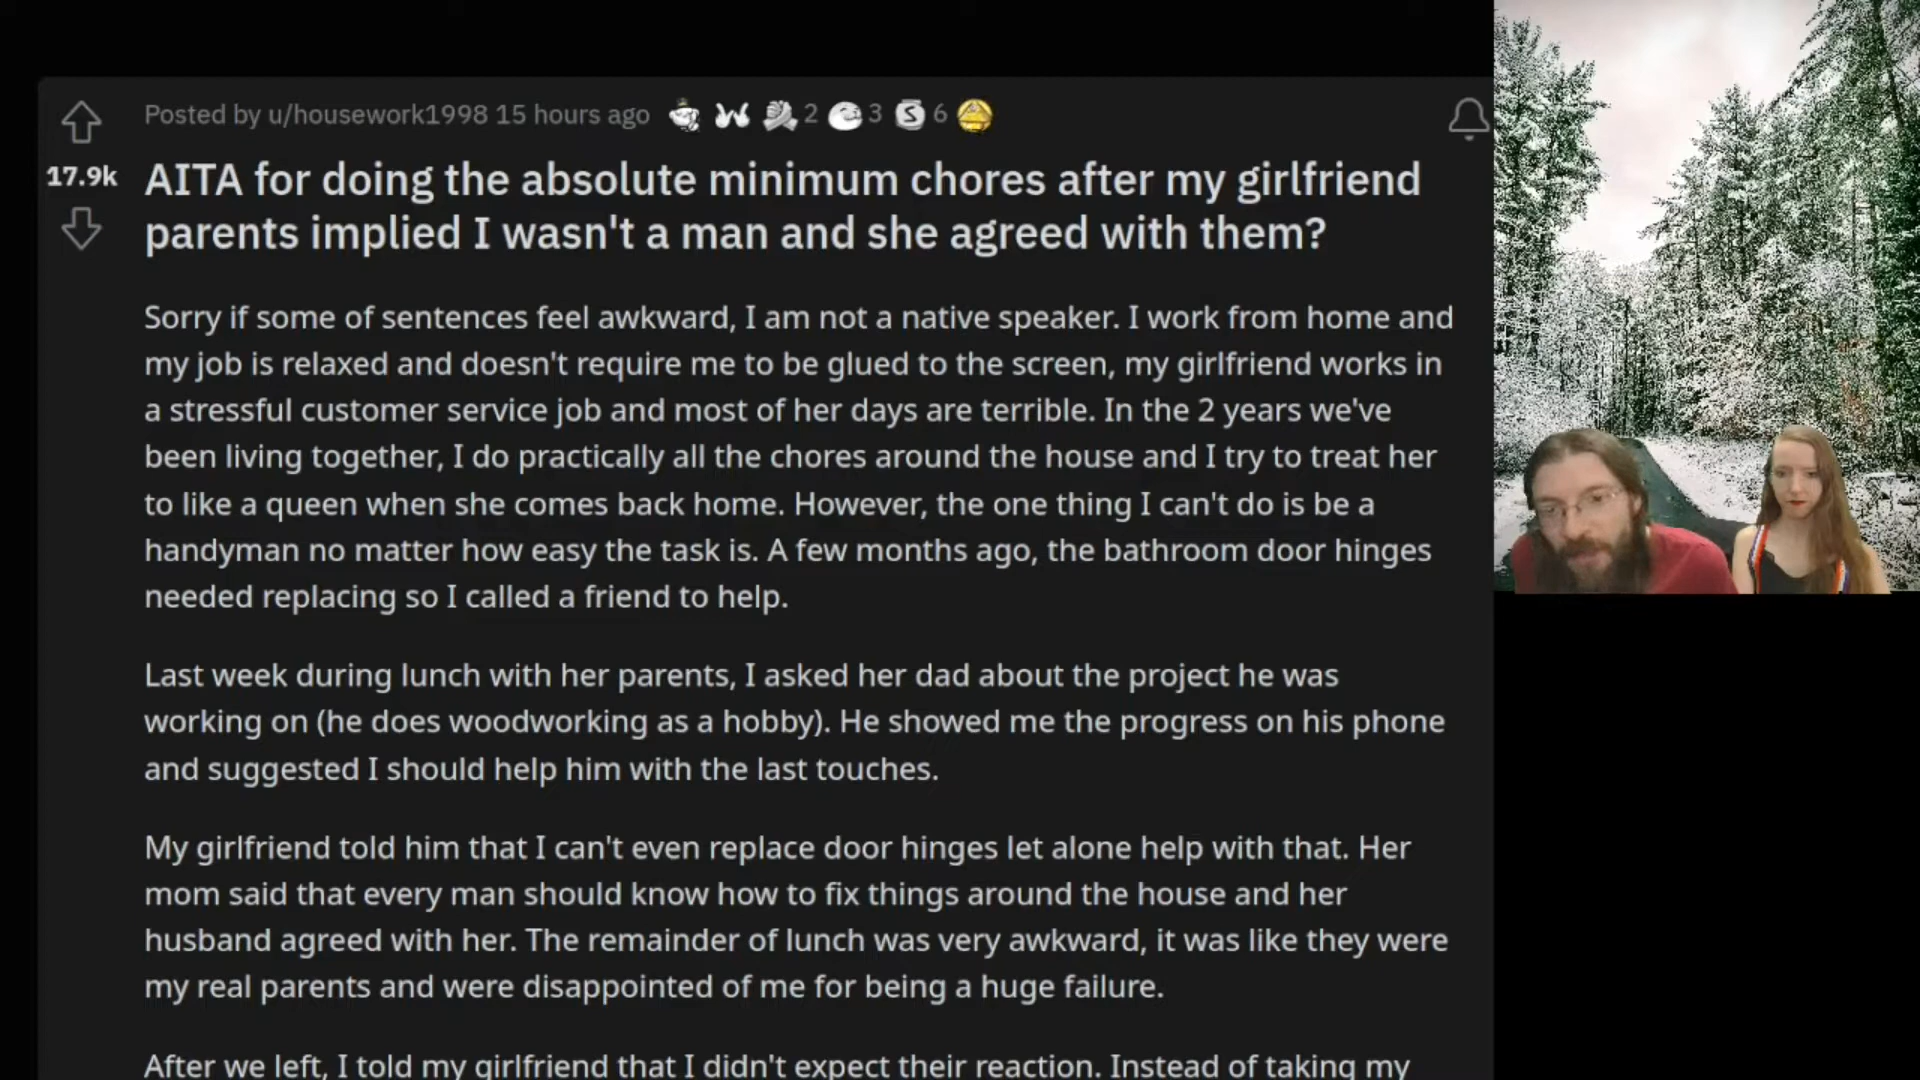 Posted by u/housework1998 15 hours ago 2 3 S 6
17.9k
AITA for doing the absolute minimum chores after my girlfriend
parents implied I wasn't a man and she agreed with them?
Sorry if some of sentences feel awkward, I am not a native speaker. I work from home and
my job is relaxed and doesn't require me to be glued to the screen, my girlfriend works in
a stressful customer service job and most of her days are terrible. In the 2 years we've
been living together, I do practically all the chores around the house and I try to treat her
to like a queen when she comes back home. However, the one thing I can't do is be a
handyman no matter how easy the task is. A few months ago, the bathroom door hinges
needed replacing so I called a friend to help.
Last week during lunch with her parents, I asked her dad about the project he was
working on (he does woodworking as a hobby). He showed me the progress on his phone
and suggested I should help him with the last touches.
My girlfriend told him that I can't even replace door hinges let alone help with that. Her
mom said that every man should know how to fix things around the house and her
husband agreed with her. The remainder of lunch was very awkward, it was like they were
my real parents and were disappointed of me for being a huge failure.
After we left, I told my girlfriend that I didn't expect their reaction. Instead of taking my